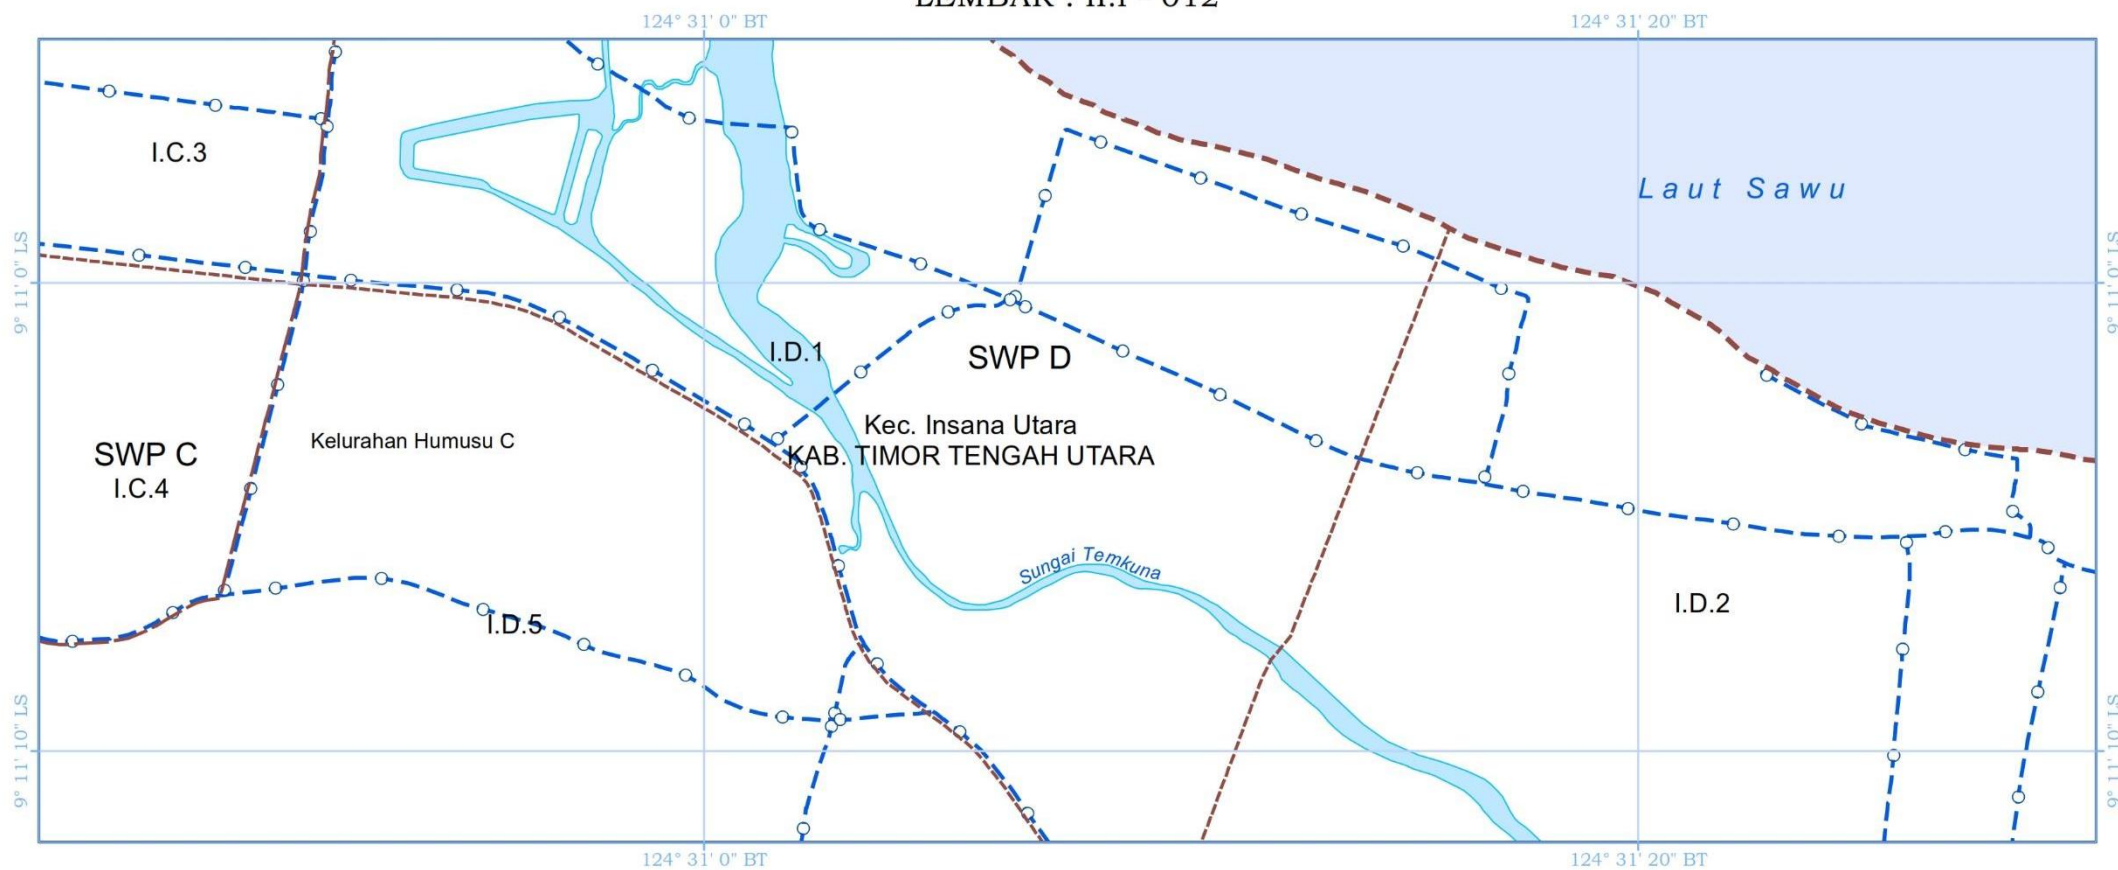 124° 31' 0" BT
124° 31' 20" BT
I.C.3
Laut Sawu
9° 11' 0" LS
9° 11' 0" LS
I.D.1
SWP D
Kec. Insana Utara
KAB. TIMOR TENGAH UTARA
Kelurahan Humusu C
SWP C
I.C.4
Sungai Temkuna
I.D.2
I.D.5
9° 11' 10" LS
9° 11' 10" LS
124° 31' 0" BT
124° 31' 20" BT